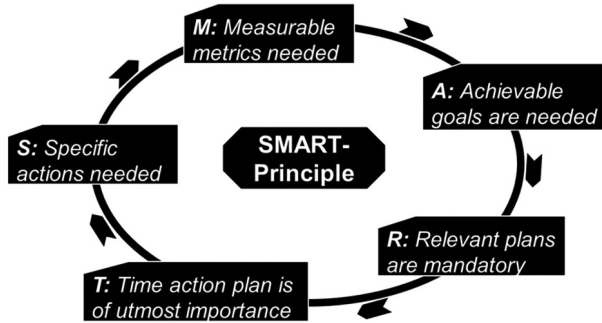 M: Measurable
metrics needed
A: Achievable
goals are needed
S: Specific
actions needed
SMART-
Principle
R: Relevant plans
are mandatory
T: Time action plan is
of utmost importance